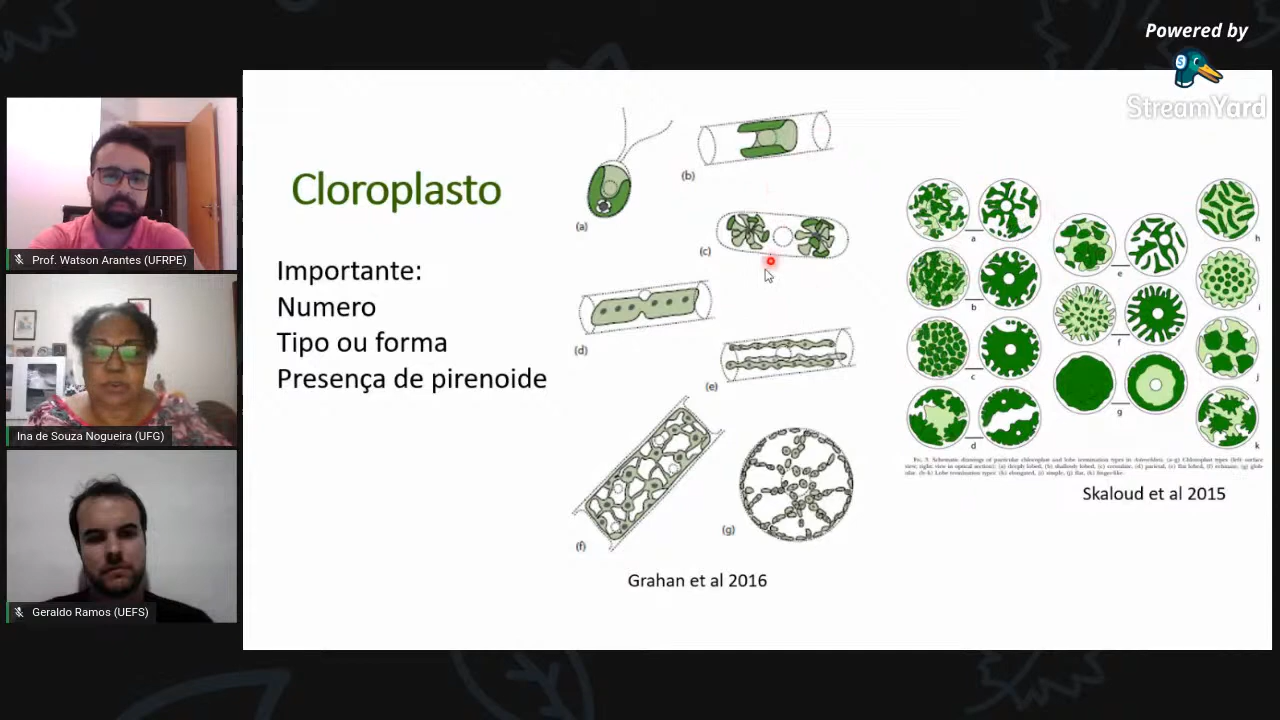 Powered by
StreamYard
Prof. Watson Arantes (UFRPE)
Ina de Souza Nogueira (UFG)
Geraldo Ramos (UEFS)
Cloroplasto
Importante:
Numero
Tipo ou forma
Presença de pirenoide
(a)
(b)
(c)
(d)
(e)
(f)
(g)
Grahan et al 2016
a
b
c
d
e
f
g
h
i
j
k
Skaloud et al 2015